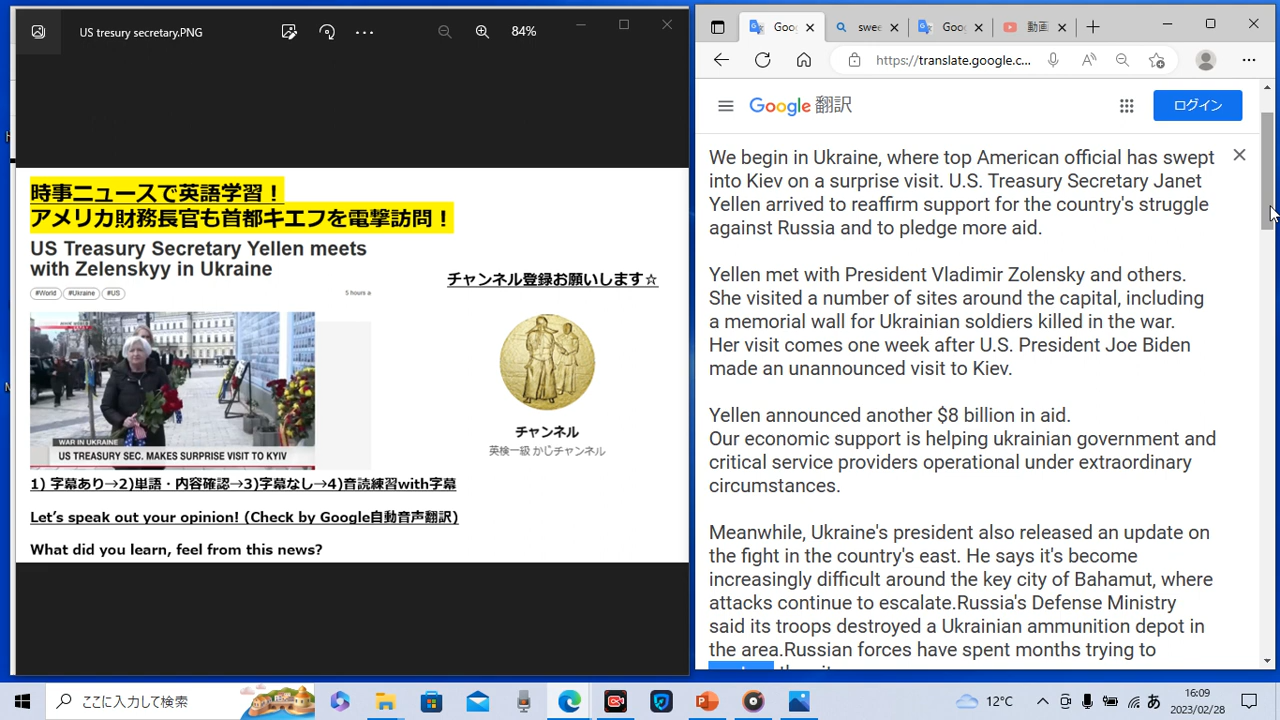 US tresury secretary.PNG
84%
時事ニュースで英語学習！
アメリカ財務長官も首都キエフを電撃訪問！
US Treasury Secretary Yellen meets
with Zelenskyy in Ukraine
#World #Ukraine #US
5 hours a
チャンネル登録お願いします☆
WAR IN UKRAINE
US TREASURY SEC. MAKES SURPRISE VISIT TO KYIV
チャンネル
英検一級 かじチャンネル
1) 字幕あり→2)単語・内容確認→3)字幕なし→4)音読練習with字幕
Let's speak out your opinion! (Check by Google自動音声翻訳)
What did you learn, feel from this news?
Goo
swee
Goo
動画
https://translate.google.c...
Google 翻訳
ログイン
We begin in Ukraine, where top American official has swept
into Kiev on a surprise visit. U.S. Treasury Secretary Janet
Yellen arrived to reaffirm support for the country's struggle
against Russia and to pledge more aid.
Yellen met with President Vladimir Zolensky and others.
She visited a number of sites around the capital, including
a memorial wall for Ukrainian soldiers killed in the war.
Her visit comes one week after U.S. President Joe Biden
made an unannounced visit to Kiev.
Yellen announced another $8 billion in aid.
Our economic support is helping ukrainian government and
critical service providers operational under extraordinary
circumstances.
Meanwhile, Ukraine's president also released an update on
the fight in the country's east. He says it's become
increasingly difficult around the key city of Bahamut, where
attacks continue to escalate.Russia's Defense Ministry
said its troops destroyed a Ukrainian ammunition depot in
the area.Russian forces have spent months trying to
ここに入力して検索
12°C
あ
16:09
2023/02/28